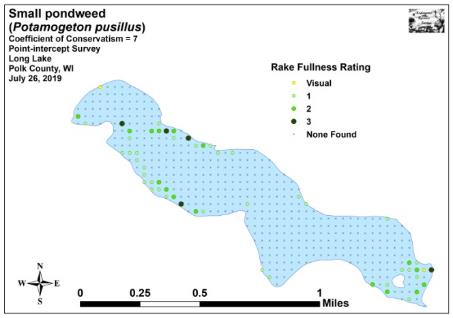 Small pondweed
(Potamogeton pusillus)
Coefficient of Conservatism = 7
Point-intercept Survey
Long Lake
Polk County, WI
July 26, 2019
Rake Fullness Rating
Visual
1
2
3
None Found
N
W E
S
0 0.25 0.5 1
Miles